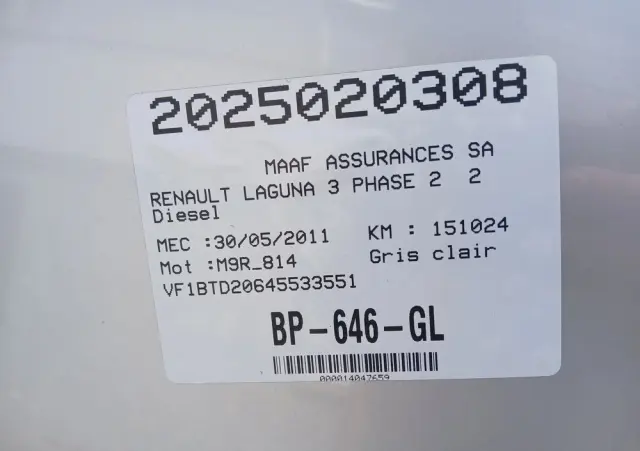 2025020308
MAAF ASSURANCES SA
RENAULT LAGUNA 3 PHASE 2 2
Diesel
MEC :30/05/2011 KM : 151024
Mot :M9R_814 Gris clair
VF1BTD20645533551
BP-646-GL
000014047659